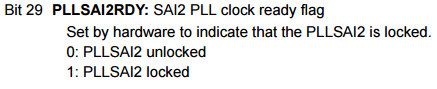 Bit 29 PLLSAI2RDY: SAI2 PLL clock ready flag
Set by hardware to indicate that the PLLSAI2 is locked.
0: PLLSAI2 unlocked
1: PLLSAI2 locked